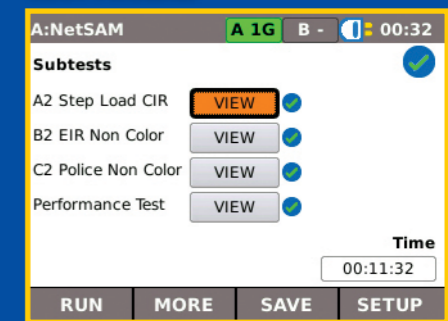 A:NetSAM A 1G B - 00:32
Subtests
A2 Step Load CIR VIEW
B2 EIR Non Color VIEW
C2 Police Non Color VIEW
Performance Test VIEW
Time
00:11:32
RUN MORE SAVE SETUP